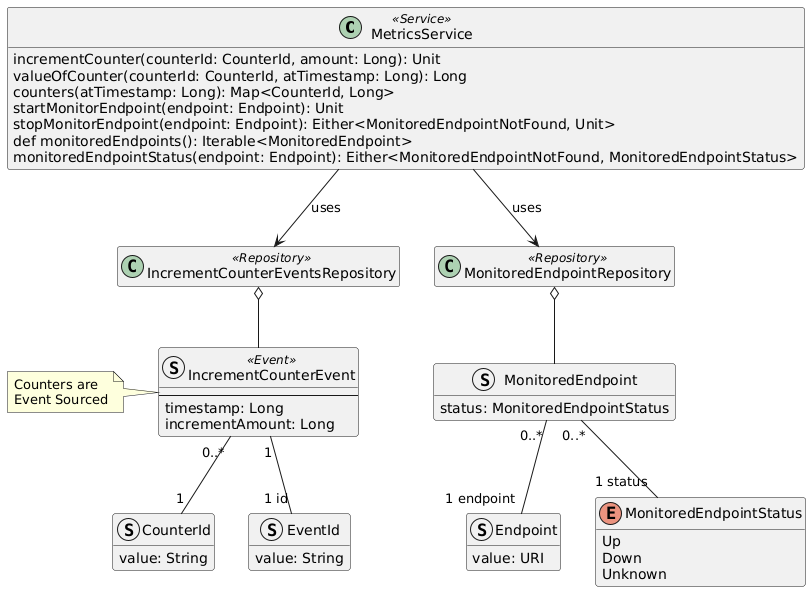 C
«Service»
MetricsService
incrementCounter(counterId: CounterId, amount: Long): Unit
valueOfCounter(counterId: CounterId, atTimestamp: Long): Long
counters(atTimestamp: Long): Map<CounterId, Long>
startMonitorEndpoint(endpoint: Endpoint): Unit
stopMonitorEndpoint(endpoint: Endpoint): Either<MonitoredEndpointNotFound, Unit>
def monitoredEndpoints(): Iterable<MonitoredEndpoint>
monitoredEndpointStatus(endpoint: Endpoint): Either<MonitoredEndpointNotFound, MonitoredEndpointStatus>
uses
uses
C
«Repository»
IncrementCounterEventsRepository
C
«Repository»
MonitoredEndpointRepository
Counters are
Event Sourced
S
«Event»
IncrementCounterEvent
timestamp: Long
incrementAmount: Long
S MonitoredEndpoint
status: MonitoredEndpointStatus
0..*
1
1
1 id
0..*
1 endpoint
0..*
1 status
S CounterId
value: String
S EventId
value: String
S Endpoint
value: URI
E MonitoredEndpointStatus
Up
Down
Unknown